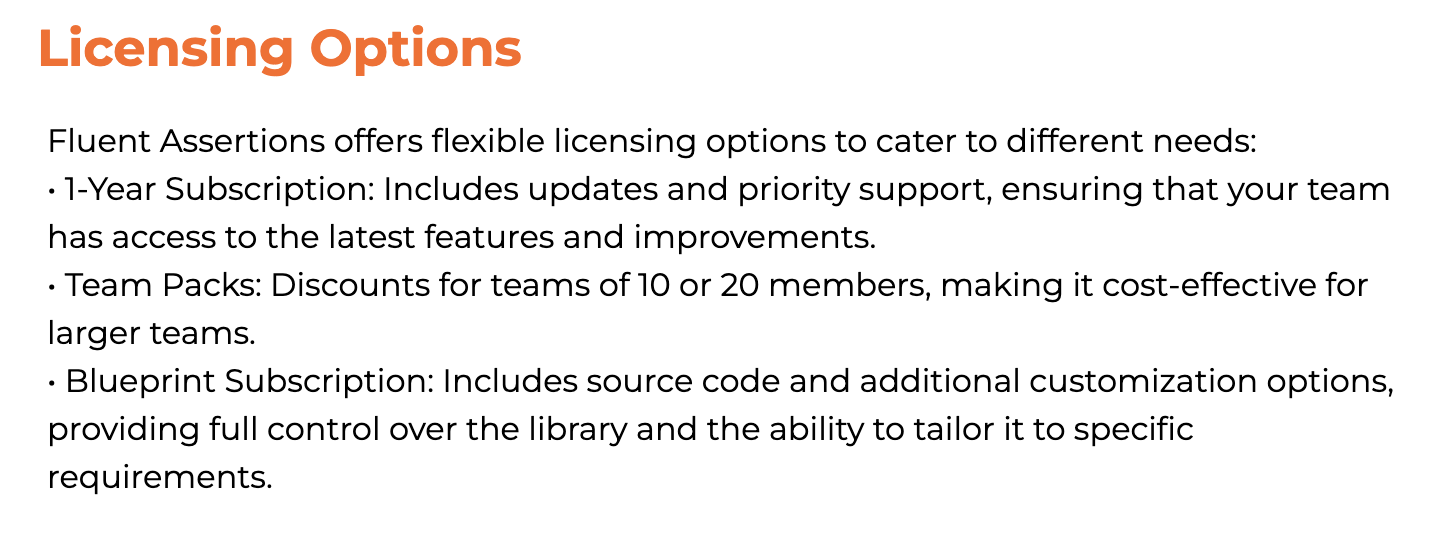 Licensing Options
Fluent Assertions offers flexible licensing options to cater to different needs:
• 1-Year Subscription: Includes updates and priority support, ensuring that your team
has access to the latest features and improvements.
• Team Packs: Discounts for teams of 10 or 20 members, making it cost-effective for
larger teams.
• Blueprint Subscription: Includes source code and additional customization options,
providing full control over the library and the ability to tailor it to specific
requirements.